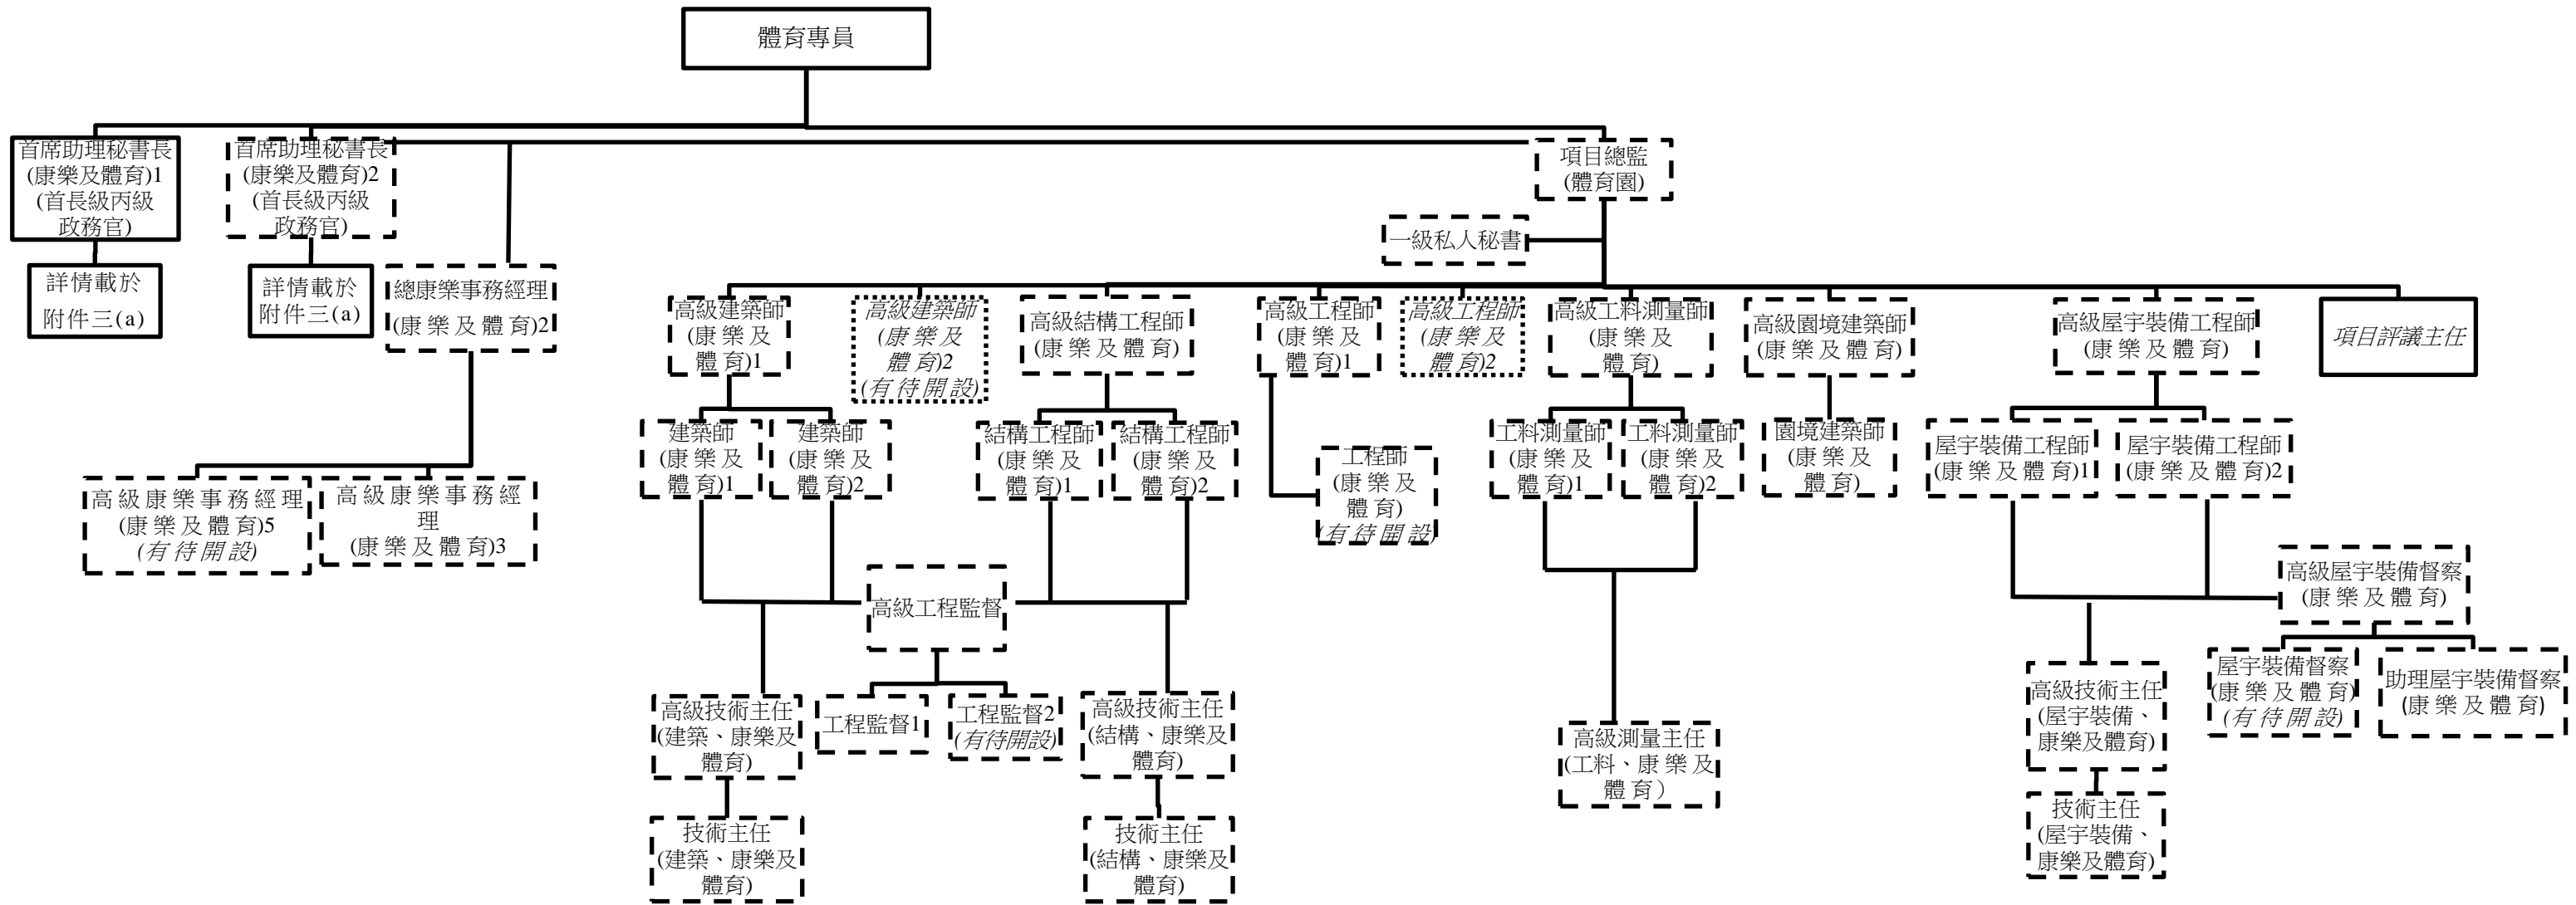 體育專員
首席助理秘書長
(康樂及體育)1
(首長級丙級
政務官)
首席助理秘書長
(康樂及體育)2
(首長級丙級
政務官)
項目總監
(體育園)
一級私人秘書
詳情載於
附件三(a)
詳情載於
附件三(a)
總康樂事務經理
(康樂及體育)2
高級建築師
(康樂及
體育)1
高級建築師
(康樂及
體育)2
(有待開設)
高級結構工程師
(康樂及體育)
高級工程師
(康樂及
體育)1
高級工程師
(康樂及
體育)2
高級工料測量師
(康樂及
體育)
高級園境建築師
(康樂及體育)
高級屋宇裝備工程師
(康樂及體育)
項目評議主任
建築師
(康樂及
體育)1
建築師
(康樂及
體育)2
結構工程師
(康樂及
體育)1
結構工程師
(康樂及
體育)2
工程師
(康樂及
體育)
(有待開設)
工料測量師
(康樂及
體育)1
工料測量師
(康樂及
體育)2
園境建築師
(康樂及
體育)
屋宇裝備工程師
(康樂及體育)1
屋宇裝備工程師
(康樂及體育)2
高級康樂事務經理
(康樂及體育)5
(有待開設)
高級康樂事務經
理
(康樂及體育)3
高級工程監督
高級屋宇裝備督察
(康樂及體育)
高級技術主任
(建築、康樂及
體育)
工程監督1
工程監督2
(有待開設)
高級技術主任
(結構、康樂及
體育)
高級測量主任
(工料、康樂及
體育）
高級技術主任
(屋宇裝備、
康樂及體育)
屋宇裝備督察
(康樂及體育)
(有待開設)
助理屋宇裝備督察
(康樂及體育)
技術主任
(建築、康樂及
體育)
技術主任
(結構、康樂及
體育)
技術主任
(屋宇裝備、
康樂及體育)